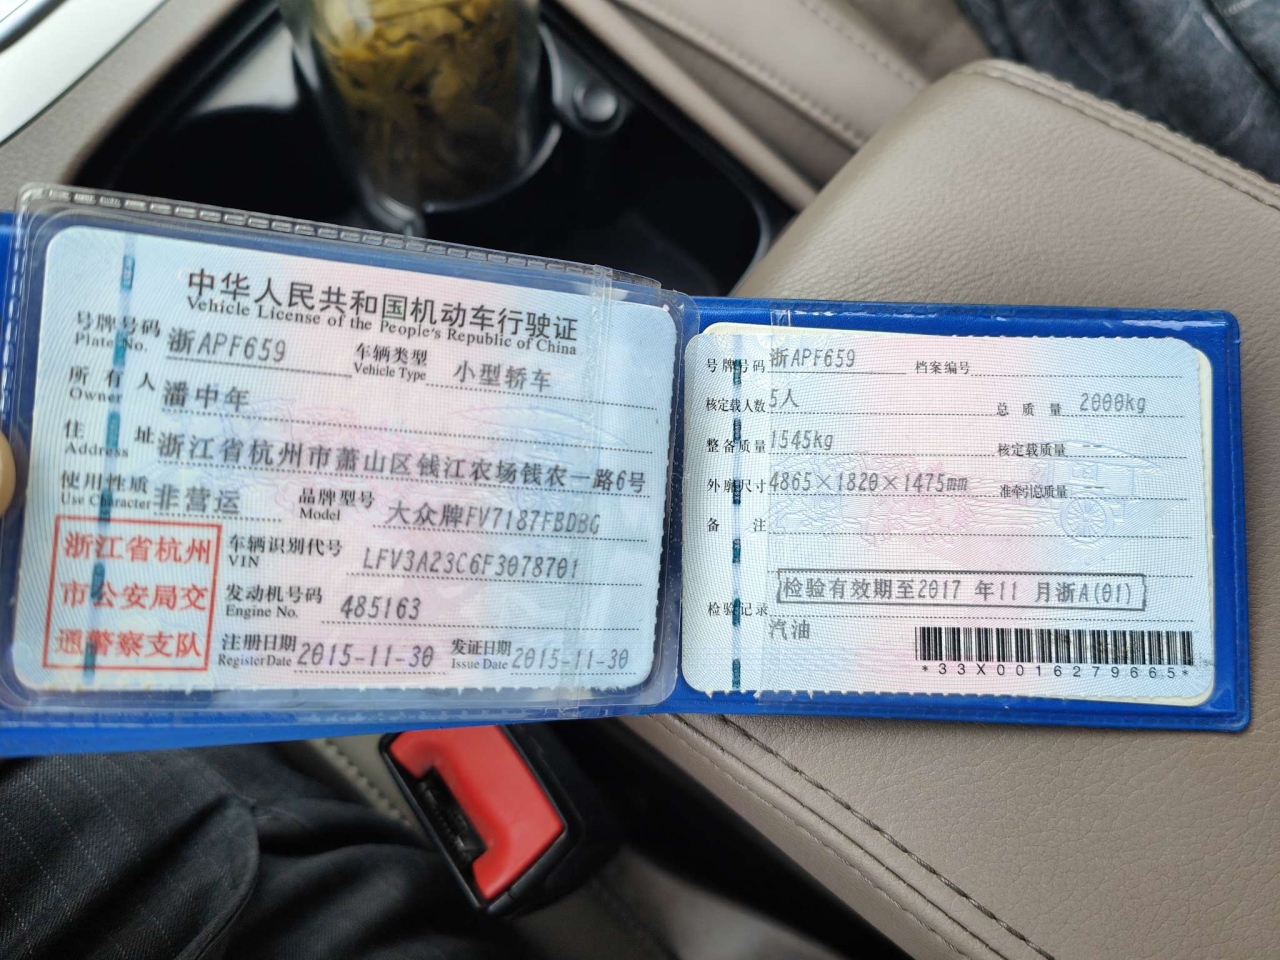 中华人民共和国机动车行驶证
Vehicle License of the People's Republic of China
号牌号码 浙APF659 车辆类型 小型轿车
Plate No. Vehicle Type
所有人 潘中年
Owner
住址 浙江省杭州市萧山区钱江农场钱农一路6号
Address
使用性质 非营运 品牌型号 大众牌FV7187FBDBG
Use Character Model
浙江省杭州
市公安局交
通警察支队
车辆识别代号 LFV3A23C6F3078701
VIN
发动机号码 485163
Engine No.
注册日期 2015-11-30 发证日期 2015-11-30
Register Date Issue Date
号牌号码 浙APF659 档案编号
核定载人数 5人 总质量 2000kg
整备质量 1545kg 核定载质量 --
外廓尺寸 4865×1820×1475mm 准牵引总质量 --
备注
检验记录 检验有效期至2017 年11 月浙A(01)
汽油
*33X0016279665*